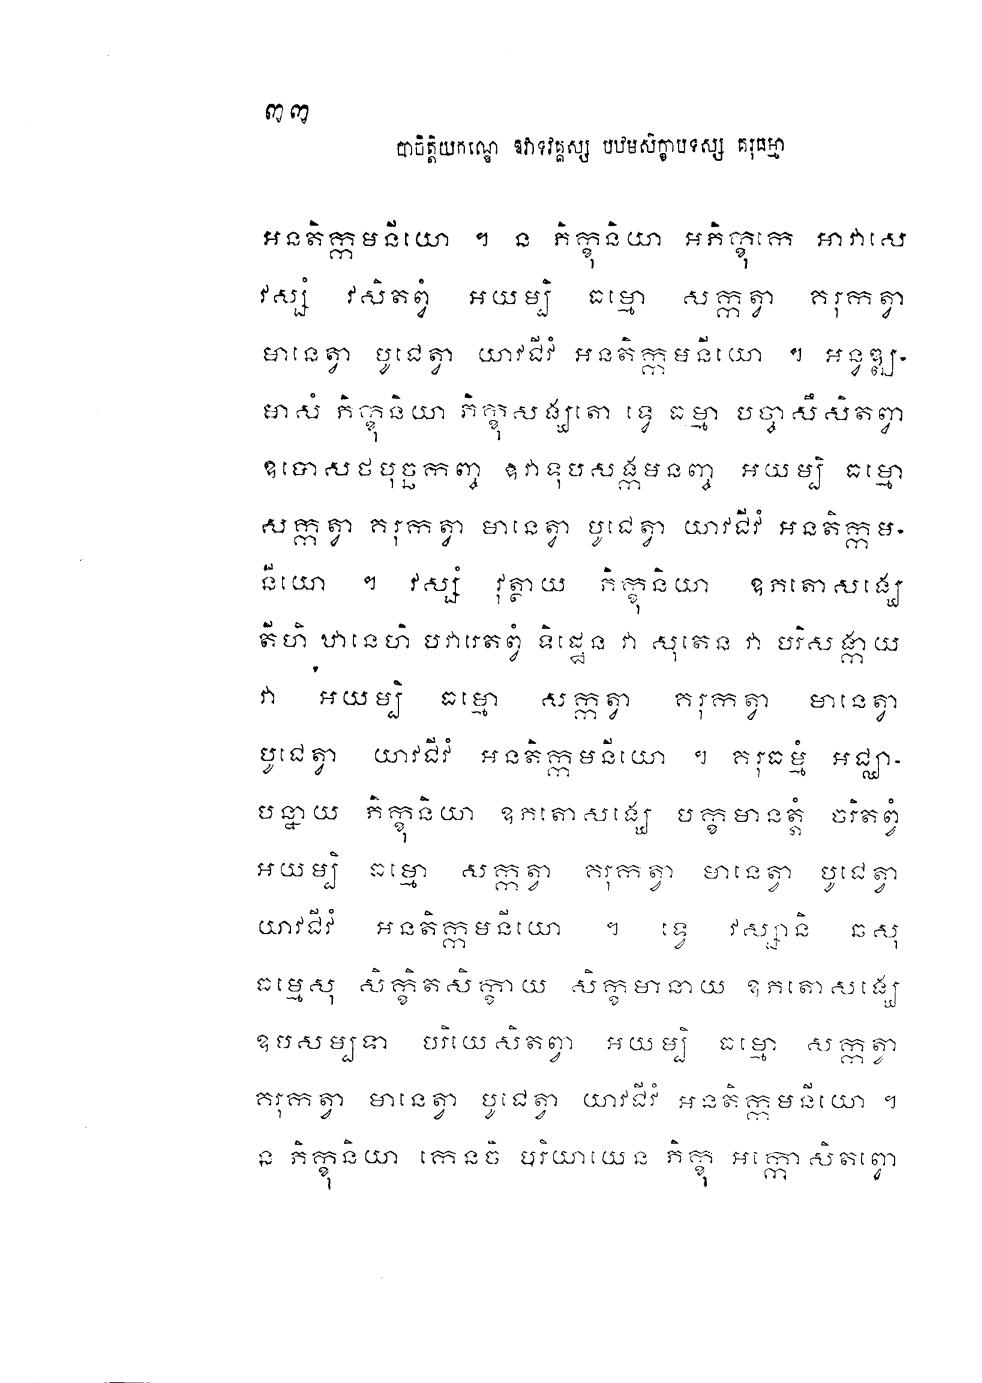 ៣៣
បាចិត្តិយកណ្ឌេ ឱវាទវគ្គស្ស បឋមសិក្ខាបទស្ស គរុធម្មា
អនតិក្កមនីយោ ។ ន ភិក្ខុនិយា អភិក្ខុកេ អាវាសេ
វស្សំ វសិតព្វំ អយម្បិ ធម្មោ សក្កត្វា គរុកត្វា
មានេត្វា បូជេត្វា យាវជីវំ អនតិក្កមនីយោ ។ អន្វឌ្ឍ-
មាសំ ភិក្ខុនិយា ភិក្ខុសង្ឃតោ ទ្វេ ធម្មា បច្ចាសឹសិតព្វា
ឧបោសថបុច្ឆកញ្ច ឱវាទុបសង្កមនញ្ច អយម្បិ ធម្មោ
សក្កត្វា គរុកត្វា មានេត្វា បូជេត្វា យាវជីវំ អនតិក្កម-
នីយោ ។ វស្សំ វុត្ថាយ ភិក្ខុនិយា ឧភតោសង្ឃេ
តីហិ ឋានេហិ បវារេតព្វំ ទិដ្ឋេន វា សុតេន វា បរិសង្កាយ
វា អយម្បិ ធម្មោ សក្កត្វា គរុកត្វា មានេត្វា
បូជេត្វា យាវជីវំ អនតិក្កមនីយោ ។ គរុធម្មំ អជ្ឈា-
បន្នាយ ភិក្ខុនិយា ឧភតោសង្ឃេ បក្ខមានត្តំ ចរិតព្វំ
អយម្បិ ធម្មោ សក្កត្វា គរុកត្វា មានេត្វា បូជេត្វា
យាវជីវំ អនតិក្កមនីយោ ។ ទ្វេ វស្សានិ ឆសុ
ធម្មេសុ សិក្ខិតសិក្ខាយ សិក្ខមានាយ ឧភតោសង្ឃេ
ឧបសម្បទា បរិយេសិតព្វា អយម្បិ ធម្មោ សក្កត្វា
គរុកត្វា មានេត្វា បូជេត្វា យាវជីវំ អនតិក្កមនីយោ ។
ន ភិក្ខុនិយា កេនចិ បរិយាយេន ភិក្ខុ អក្កោសិតព្វោ